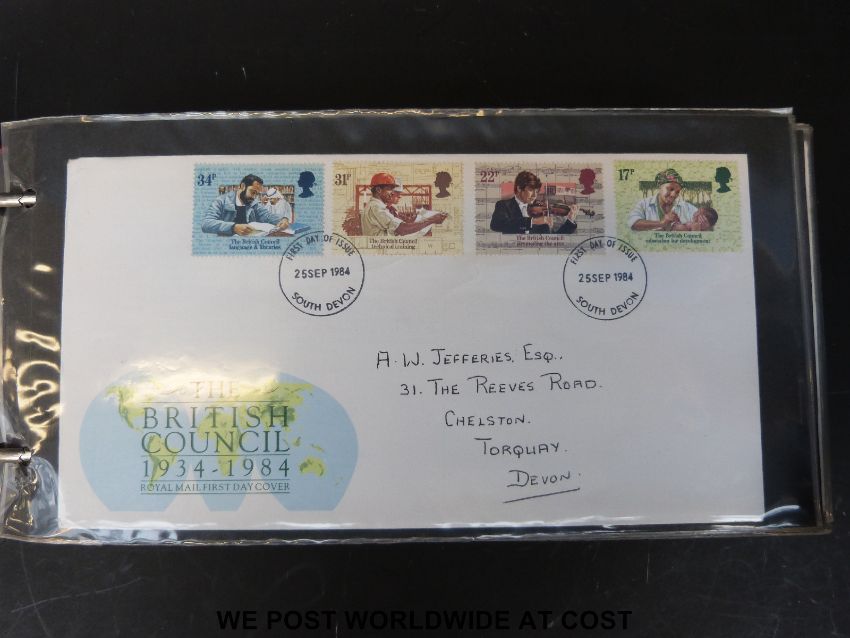 34P
The British Council
language & libraries
31P
The British Council
technical training
22P
The British Council
promoting the arts
17P
The British Council
education for development
FIRST DAY OF ISSUE
25 SEP 1984
SOUTH DEVON
FIRST DAY OF ISSUE
25 SEP 1984
SOUTH DEVON
A.W. JEFFERIES, ESQ.,
31. THE REEVES ROAD.
CHELSTON.
TORQUAY.
DEVON.
THE
BRITISH
COUNCIL
1934-1984
ROYAL MAIL FIRST DAY COVER
WE POST WORLDWIDE AT COST